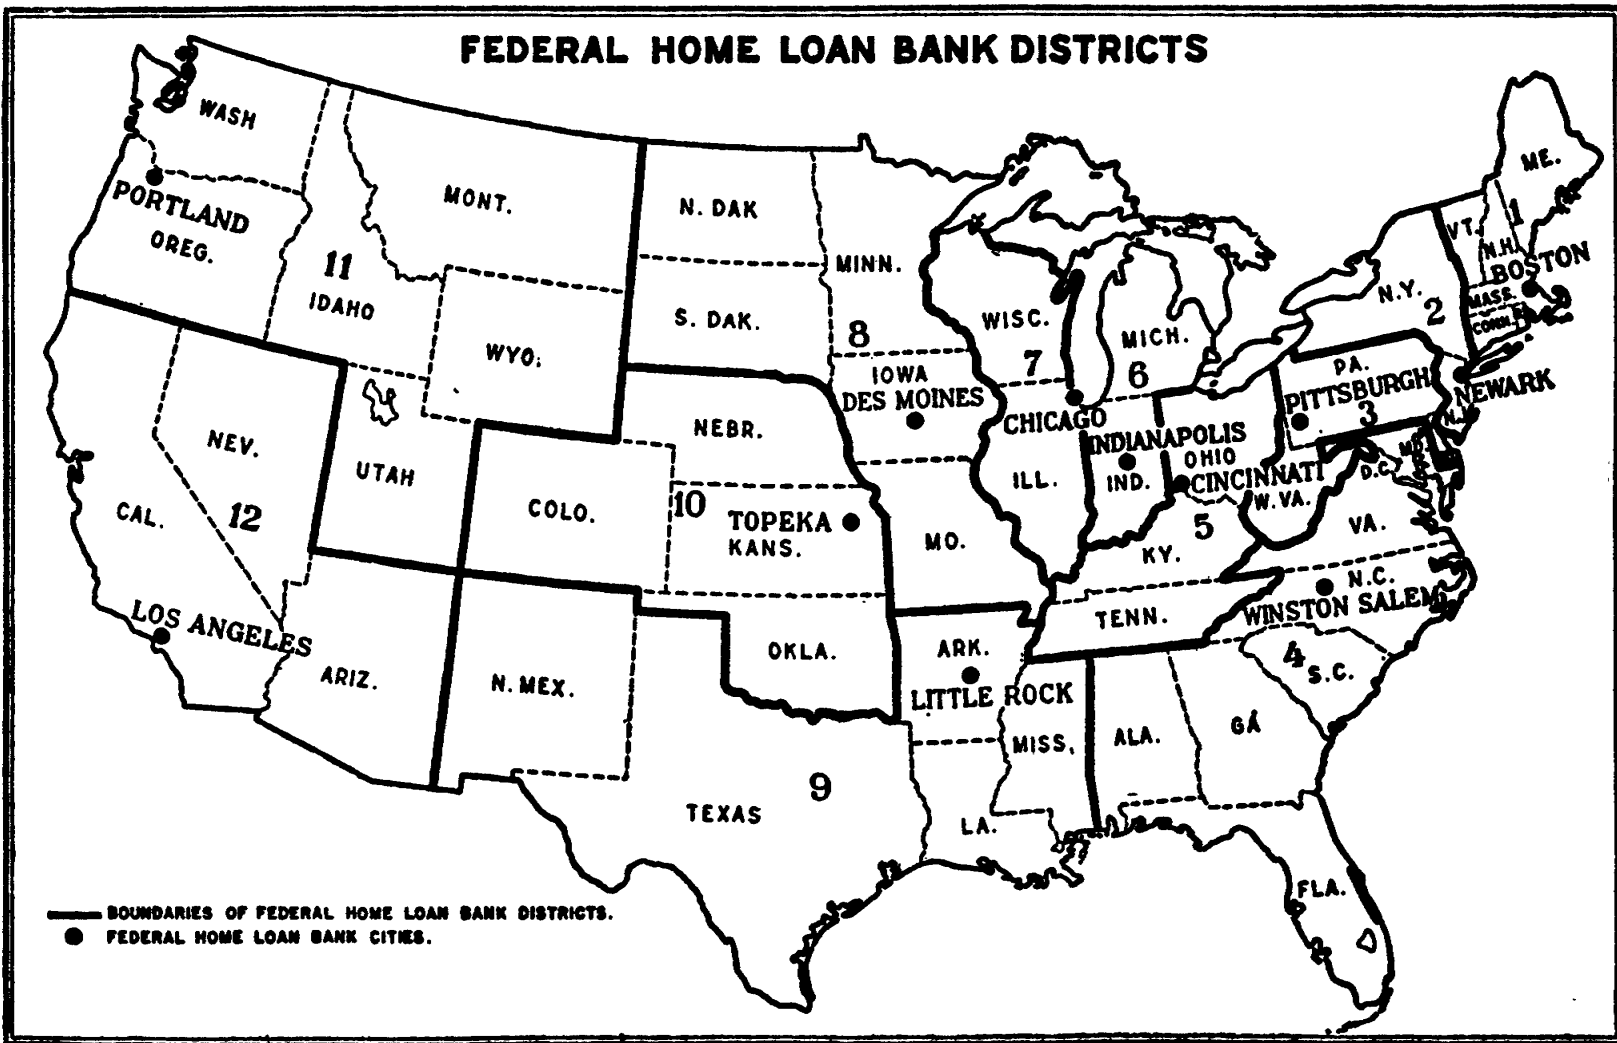 FEDERAL HOME LOAN BANK DISTRICTS
WASH
PORTLAND
OREG.
MONT.
11
IDAHO
WYO.
N. DAK
S. DAK.
MINN.
8
IOWA
DES MOINES
WISC.
7
CHICAGO
MICH.
6
ME.
1
VT.
N.H.
BOSTON
MASS.
CONN.
N.Y.
2
PA.
PITTSBURGH
3
NEWARK
N.J.
MD.
D.C.
NEV.
UTAH
CAL.
12
LOS ANGELES
ARIZ.
COLO.
N. MEX.
NEBR.
10
TOPEKA
KANS.
OKLA.
MO.
ILL.
INDIANAPOLIS
IND.
OHIO
CINCINNATI
W. VA.
5
KY.
VA.
TENN.
N.C.
WINSTON SALEM
4
S.C.
ARK.
LITTLE ROCK
MISS.
ALA.
GA
9
TEXAS
LA.
FLA.
BOUNDARIES OF FEDERAL HOME LOAN BANK DISTRICTS.
FEDERAL HOME LOAN BANK CITIES.